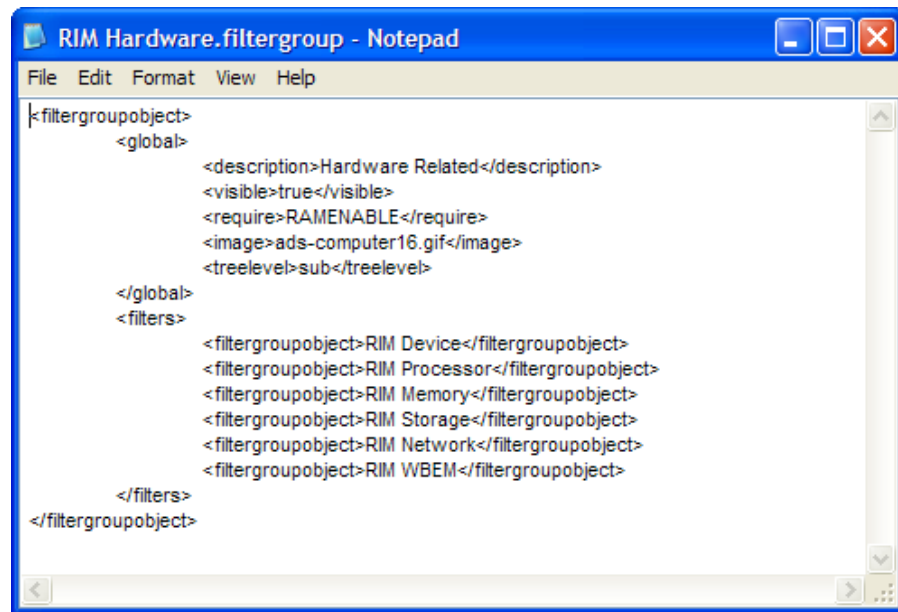 RIM Hardware.filtergroup - Notepad
File Edit Format View Help
<filtergroupobject>
<global>
<description>Hardware Related</description>
<visible>true</visible>
<require>RAMENABLE</require>
<image>ads-computer16.gif</image>
<treelevel>sub</treelevel>
</global>
<filters>
<filtergroupobject>RIM Device</filtergroupobject>
<filtergroupobject>RIM Processor</filtergroupobject>
<filtergroupobject>RIM Memory</filtergroupobject>
<filtergroupobject>RIM Storage</filtergroupobject>
<filtergroupobject>RIM Network</filtergroupobject>
<filtergroupobject>RIM WBEM</filtergroupobject>
</filters>
</filtergroupobject>